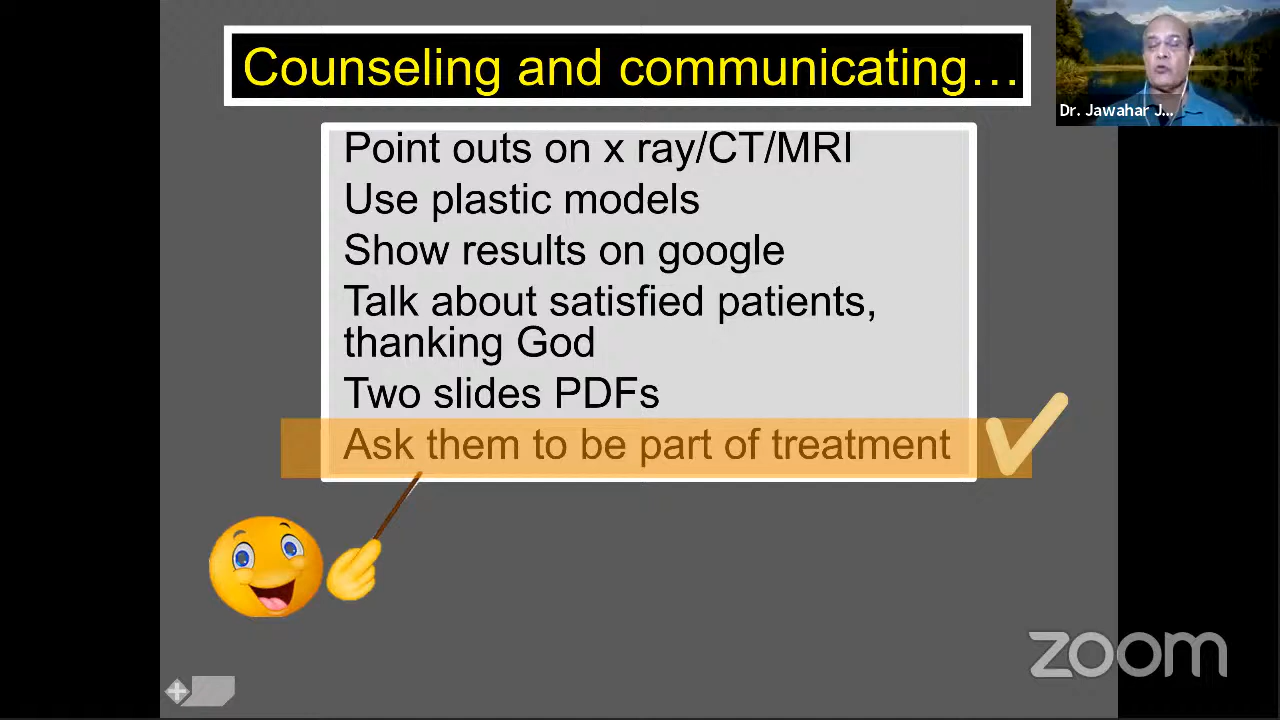 Counseling and communicating…
Dr. Jawahar J...
Point outs on x ray/CT/MRI
Use plastic models
Show results on google
Talk about satisfied patients,
thanking God
Two slides PDFs
Ask them to be part of treatment
zoom